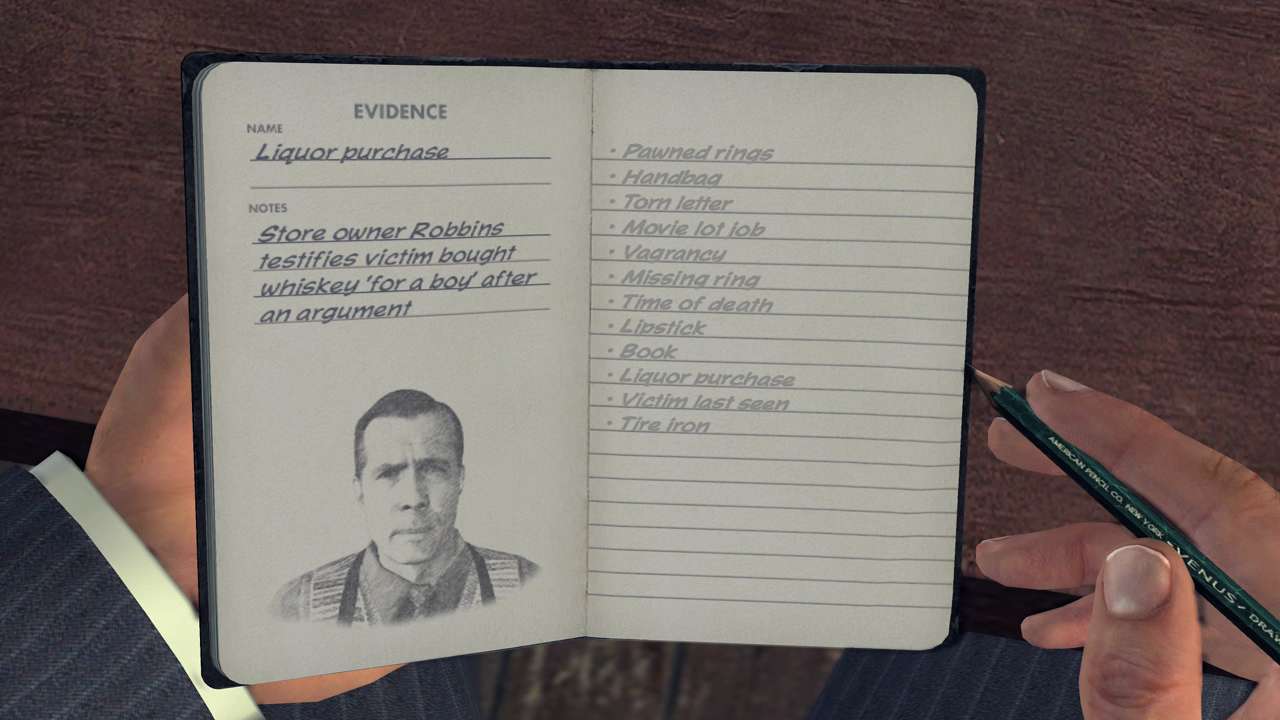 EVIDENCE
NAME
Liquor purchase
NOTES
Store owner Robbins
testifies victim bought
whiskey 'for a boy' after
an argument
• Pawned rings
• Handbag
• Torn letter
• Movie lot job
• Vagrancy
• Missing ring
• Time of death
• Lipstick
• Book
• Liquor purchase
• Victim last seen
• Tire iron
AMERICAN PENCIL CO. NEW YORK VENUS DRAW